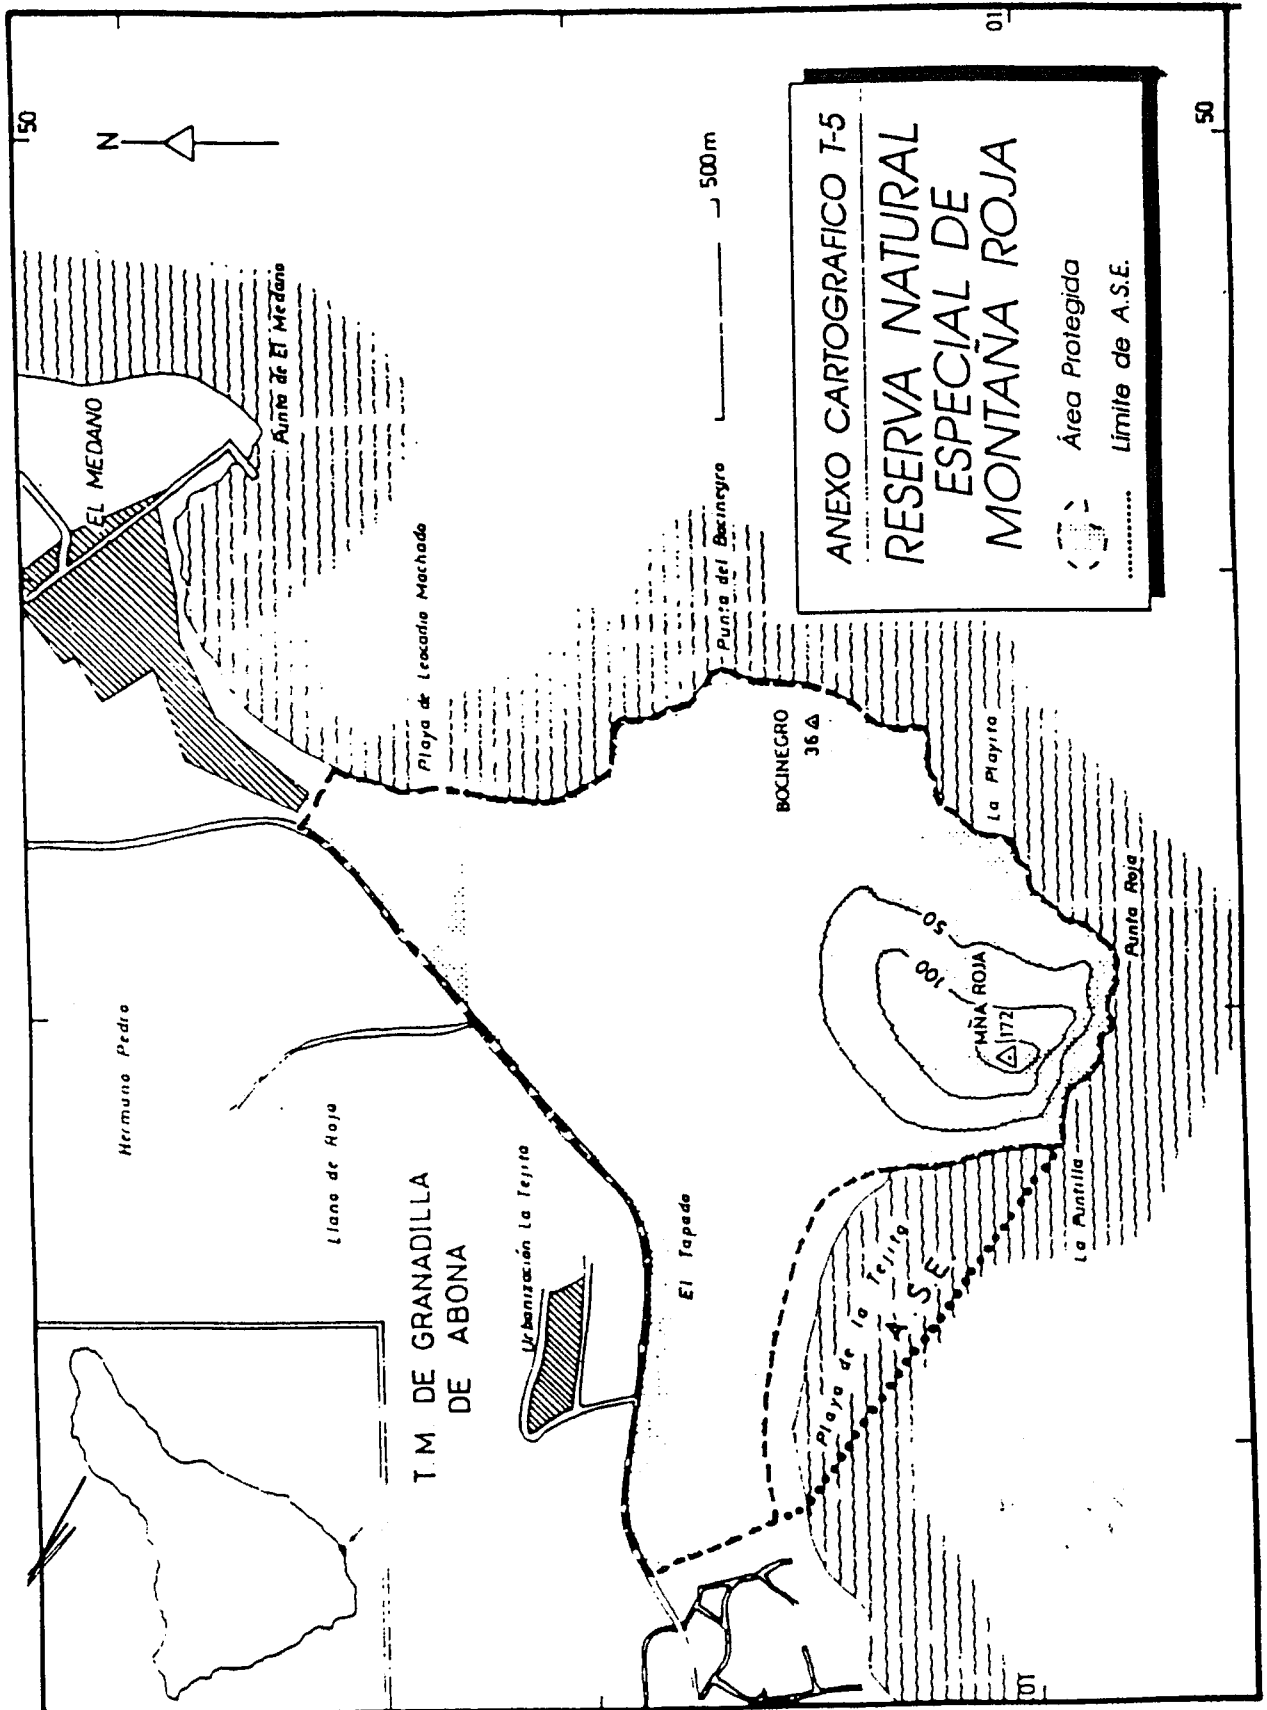 ANEXO CARTOGRAFICO T-5
RESERVA NATURAL
ESPECIAL DE
MONTAÑA ROJA
Área Protegida
Límite de A.S.E.
N
50
50
01
01
500m
EL MEDANO
Punta de El Medano
Playa de Leocadio Machado
Punta del Bocinegro
BOCINEGRO
36
La Playita
Punta Roja
50
100
MÑA ROJA
172
La Puntilla
Playa de la Tejita
A.S.E.
El Tapado
Urbanización La Tejita
T.M. DE GRANADILLA
DE ABONA
Llano de Roja
Hermano Pedro